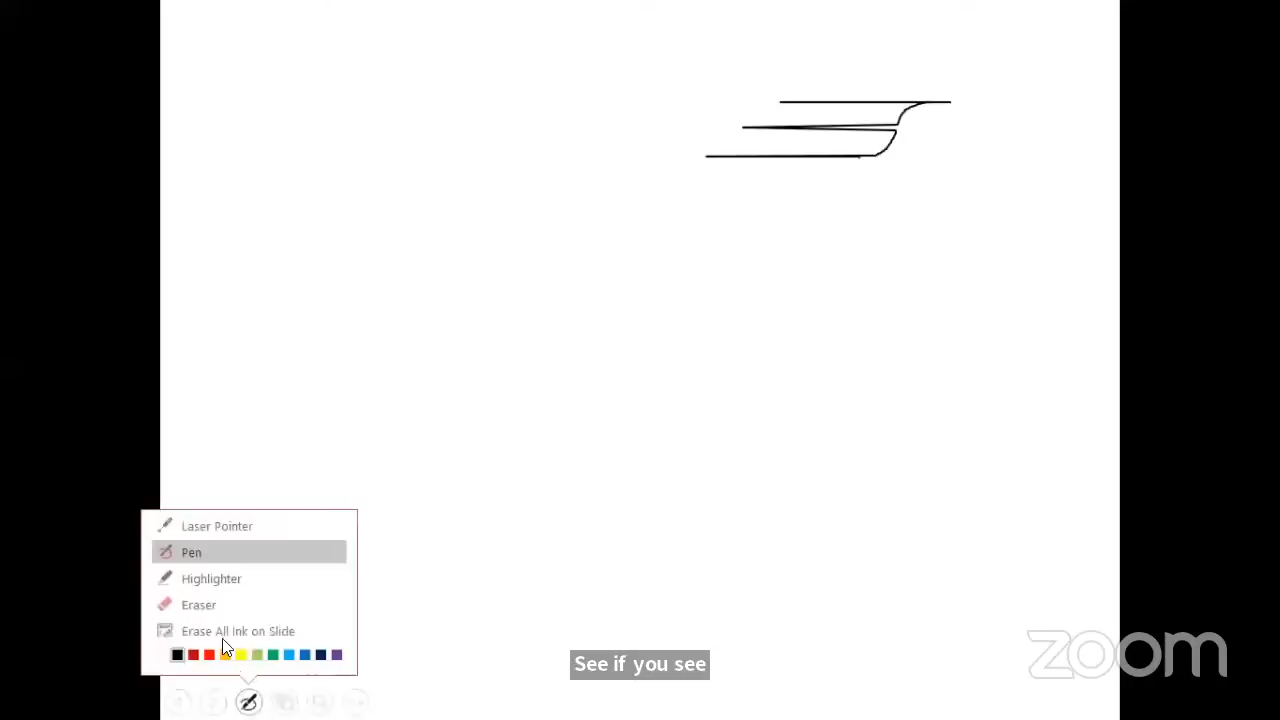 Laser Pointer
Pen
Highlighter
Eraser
Erase All Ink on Slide
See if you see
zoom